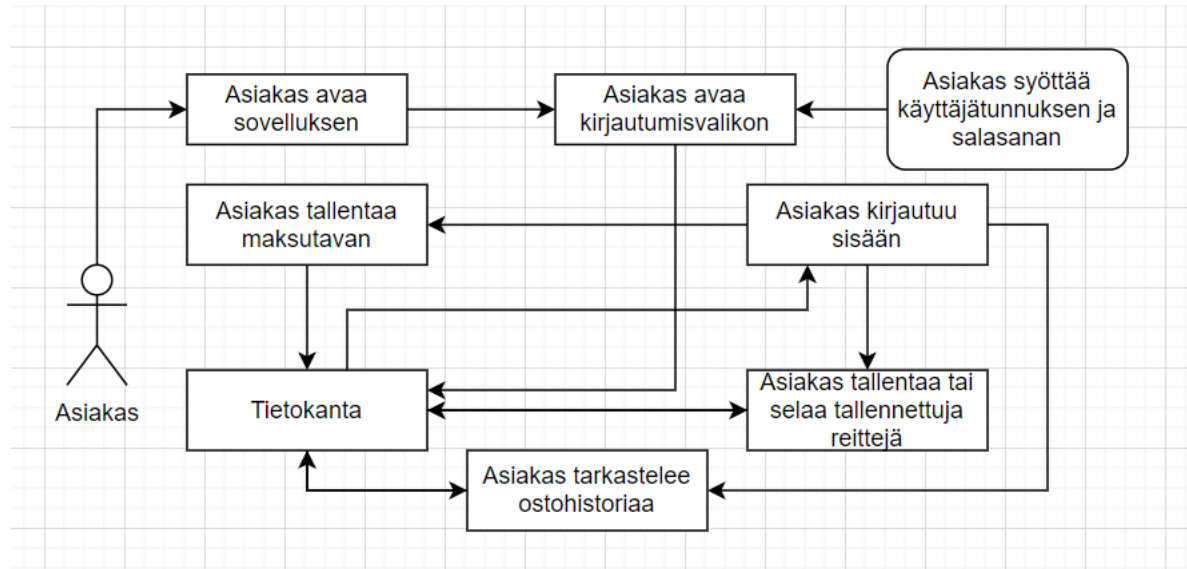 Asiakas avaa
sovelluksen
Asiakas avaa
kirjautumisvalikon
Asiakas syöttää
käyttäjätunnuksen ja
salasanan
Asiakas tallentaa
maksutavan
Asiakas kirjautuu
sisään
Asiakas
Tietokanta
Asiakas tallentaa tai
selaa tallennettuja
reittejä
Asiakas tarkastelee
ostohistoriaa